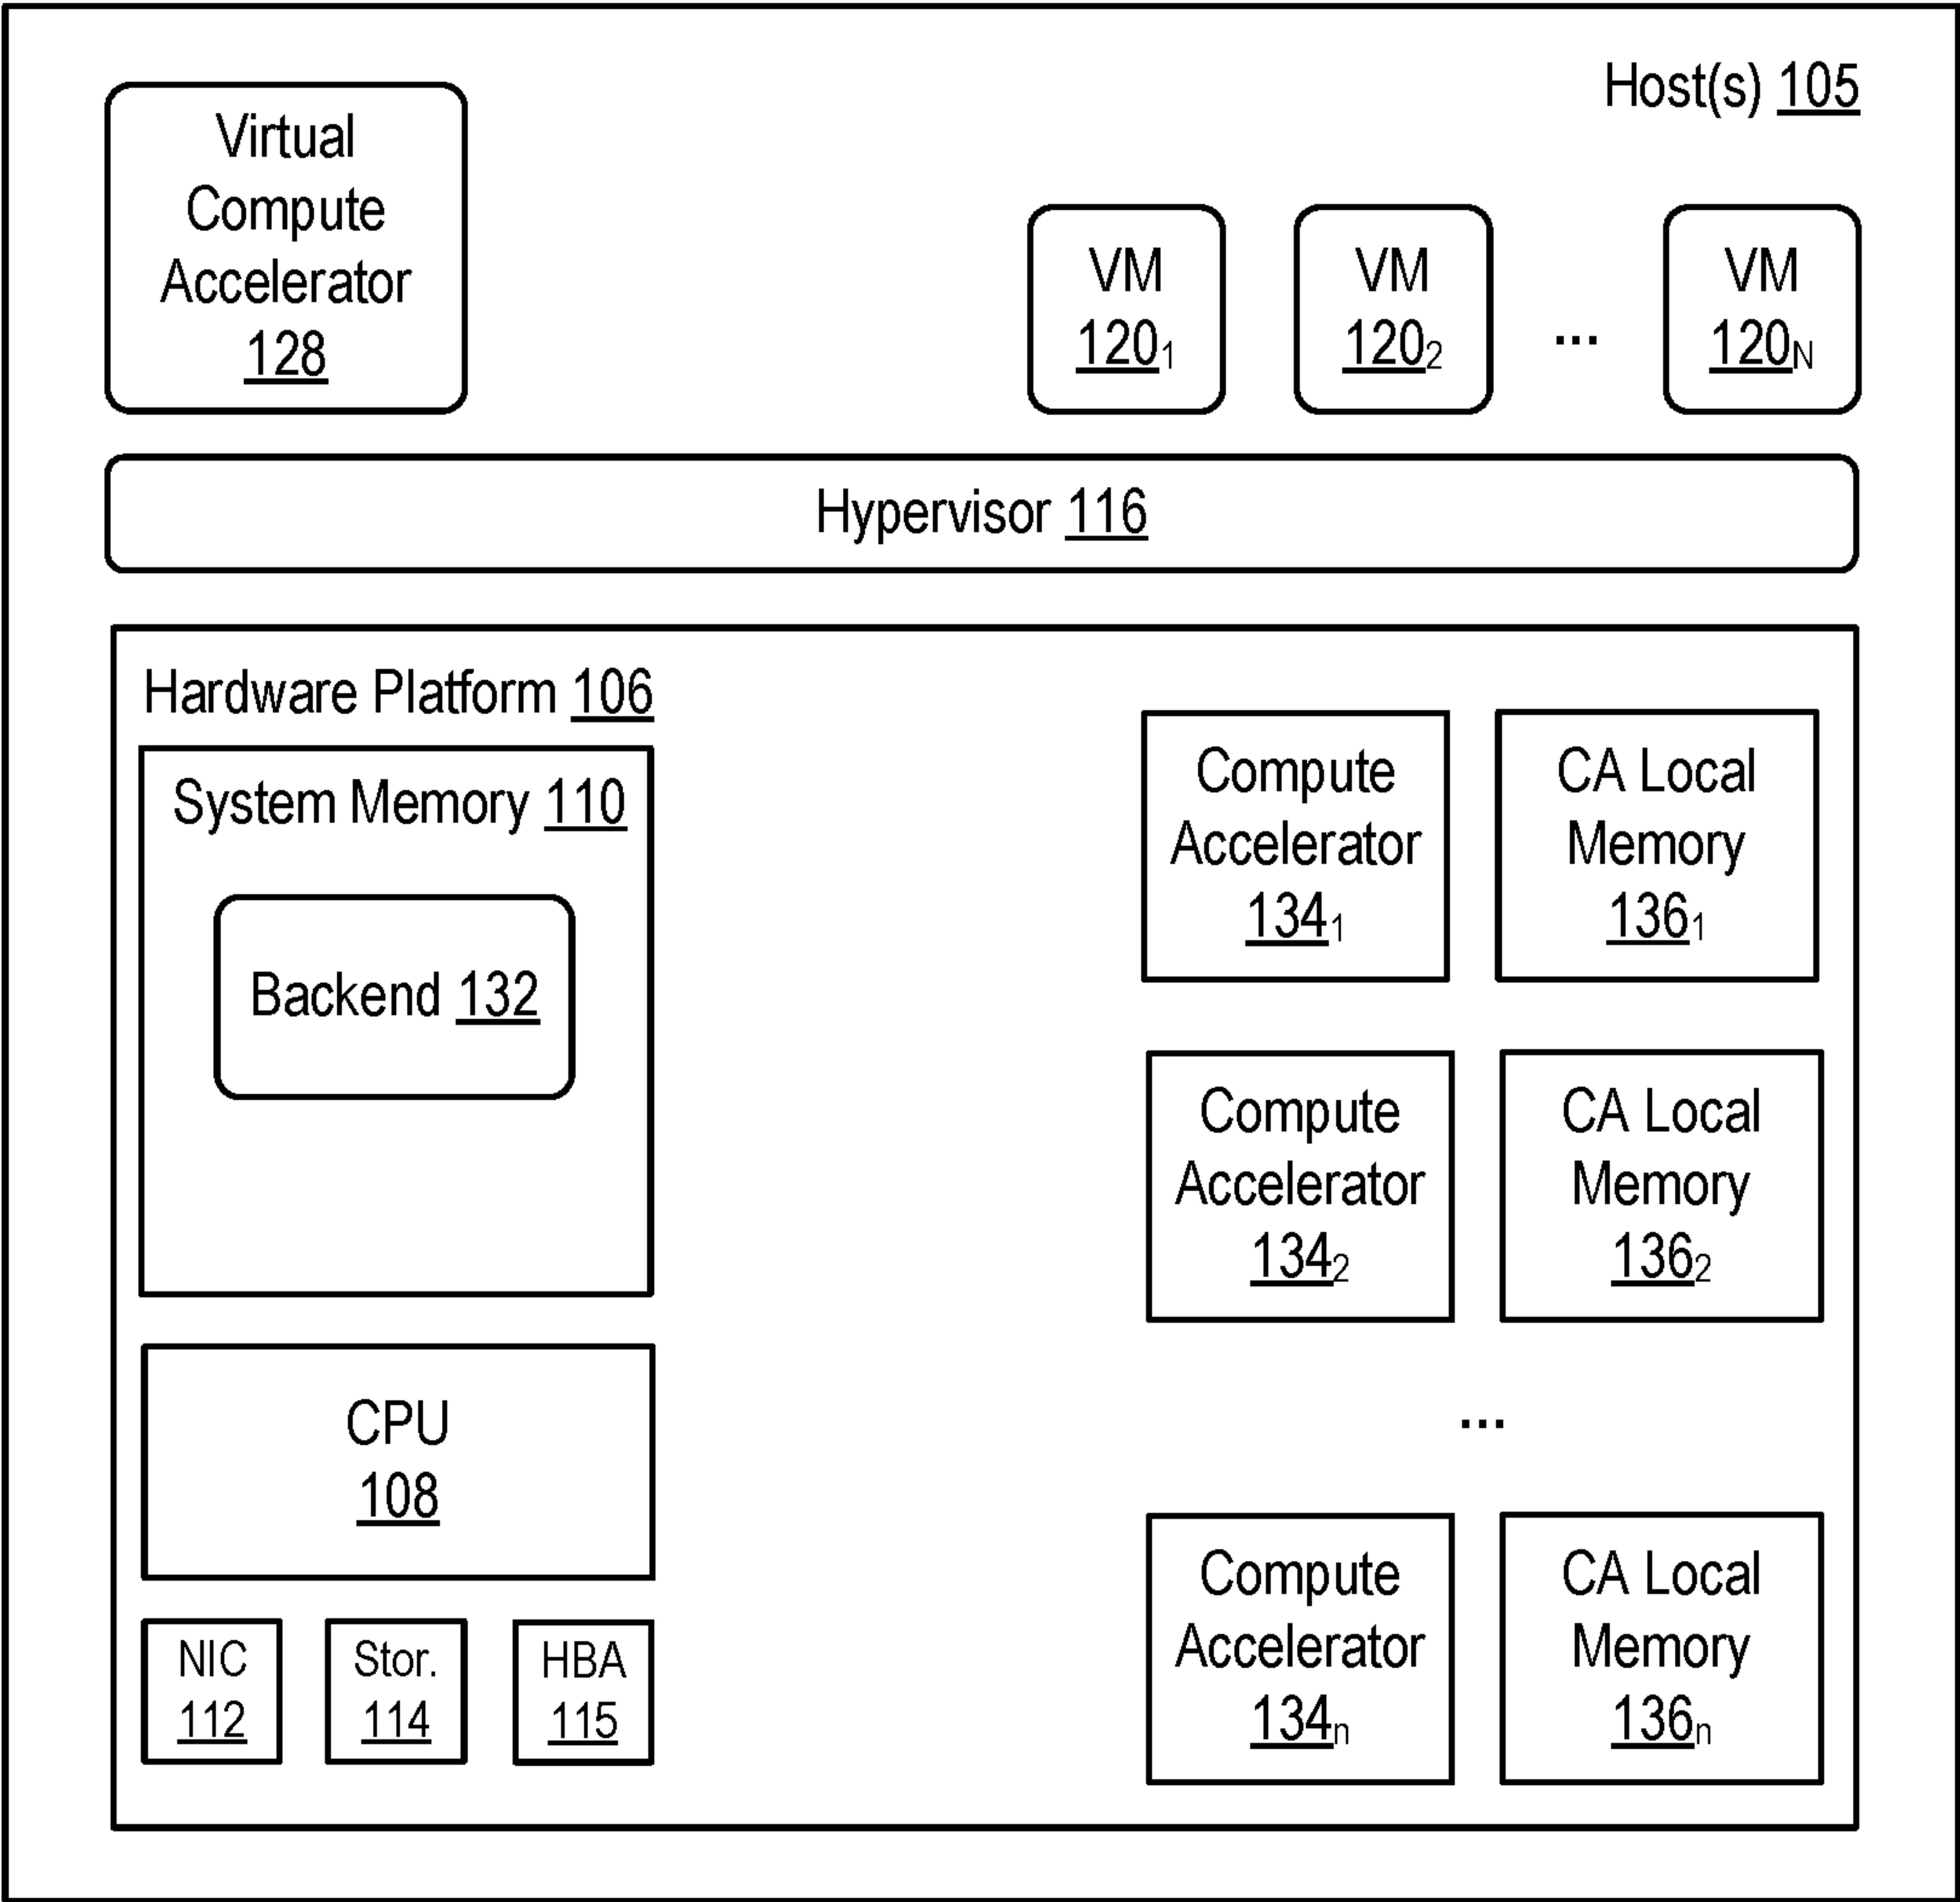 Host(s) 105
Virtual
Compute
Accelerator
128
VM
120₁
VM
120₂
...
VM
120N
Hypervisor 116
Hardware Platform 106
System Memory 110
Backend 132
CPU
108
NIC
112
Stor.
114
HBA
115
Compute
Accelerator
134₁
CA Local
Memory
136₁
Compute
Accelerator
134₂
CA Local
Memory
136₂
...
Compute
Accelerator
134n
CA Local
Memory
136n